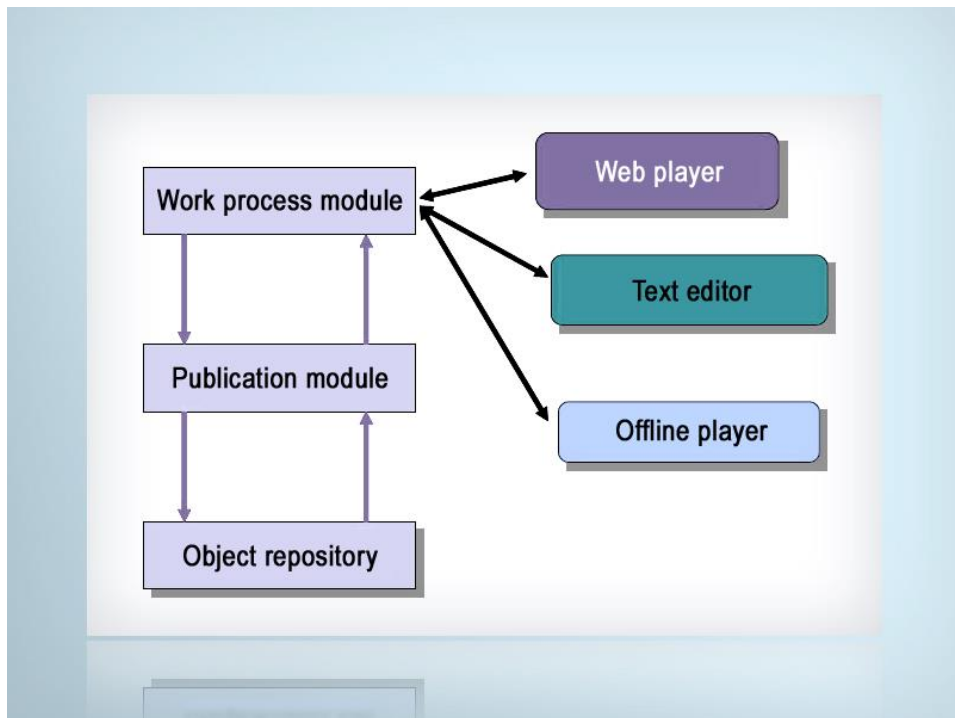 Work process module
Web player
Text editor
Publication module
Offline player
Object repository